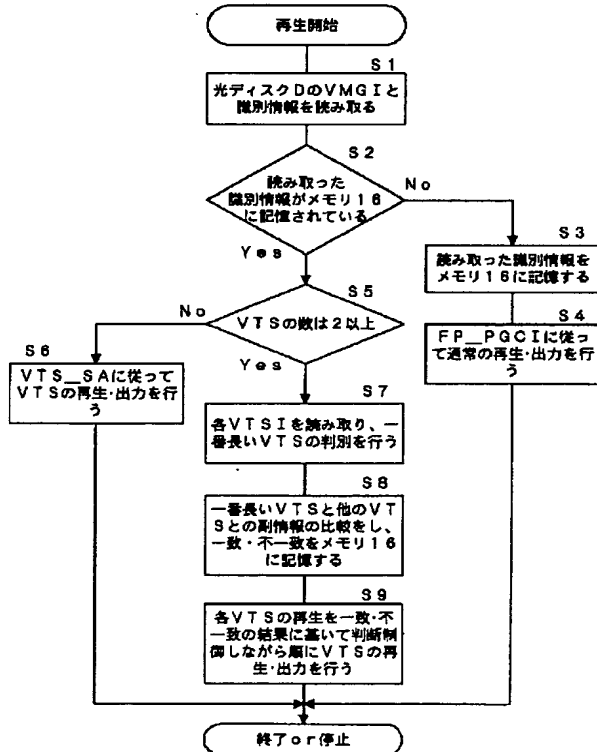 再生開始
S1
光ディスクDのVMGIと
識別情報を読み取る
S2
読み取った
識別情報がメモリ16
に記憶されている
No
Yes
S3
読み取った識別情報を
メモリ16に記憶する
S4
FP__PGCIに従っ
て通常の再生・出力を行
う
S5
VTSの数は2以上
No
Yes
S6
VTS__SAに従って
VTSの再生・出力を行
う
S7
各VTSIを読み取り、一
番長いVTSの判別を行う
S8
一番長いVTSと他のVT
Sとの副情報の比較をし、
一致・不一致をメモリ16
に記憶する
S9
各VTSの再生を一致・不
一致の結果に基いて判断制
御しながら順にVTSの再
生・出力を行う
終了or停止